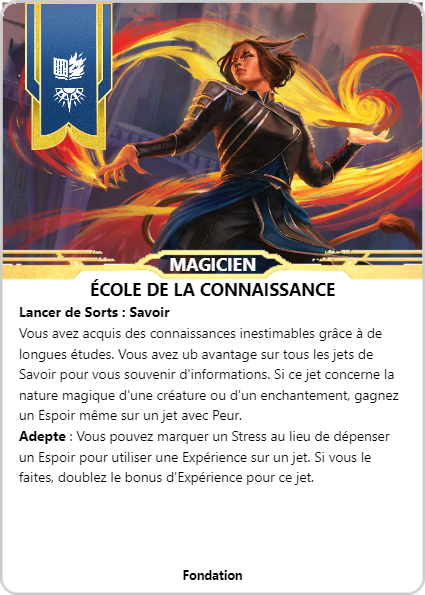 MAGICIEN
ÉCOLE DE LA CONNAISSANCE
Lancer de Sorts : Savoir
Vous avez acquis des connaissances inestimables grâce à de
longues études. Vous avez ub avantage sur tous les jets de
Savoir pour vous souvenir d'informations. Si ce jet concerne la
nature magique d'une créature ou d'un enchantement, gagnez
un Espoir même sur un jet avec Peur.
Adepte : Vous pouvez marquer un Stress au lieu de dépenser
un Espoir pour utiliser une Expérience sur un jet. Si vous le
faites, doublez le bonus d'Expérience pour ce jet.
Fondation